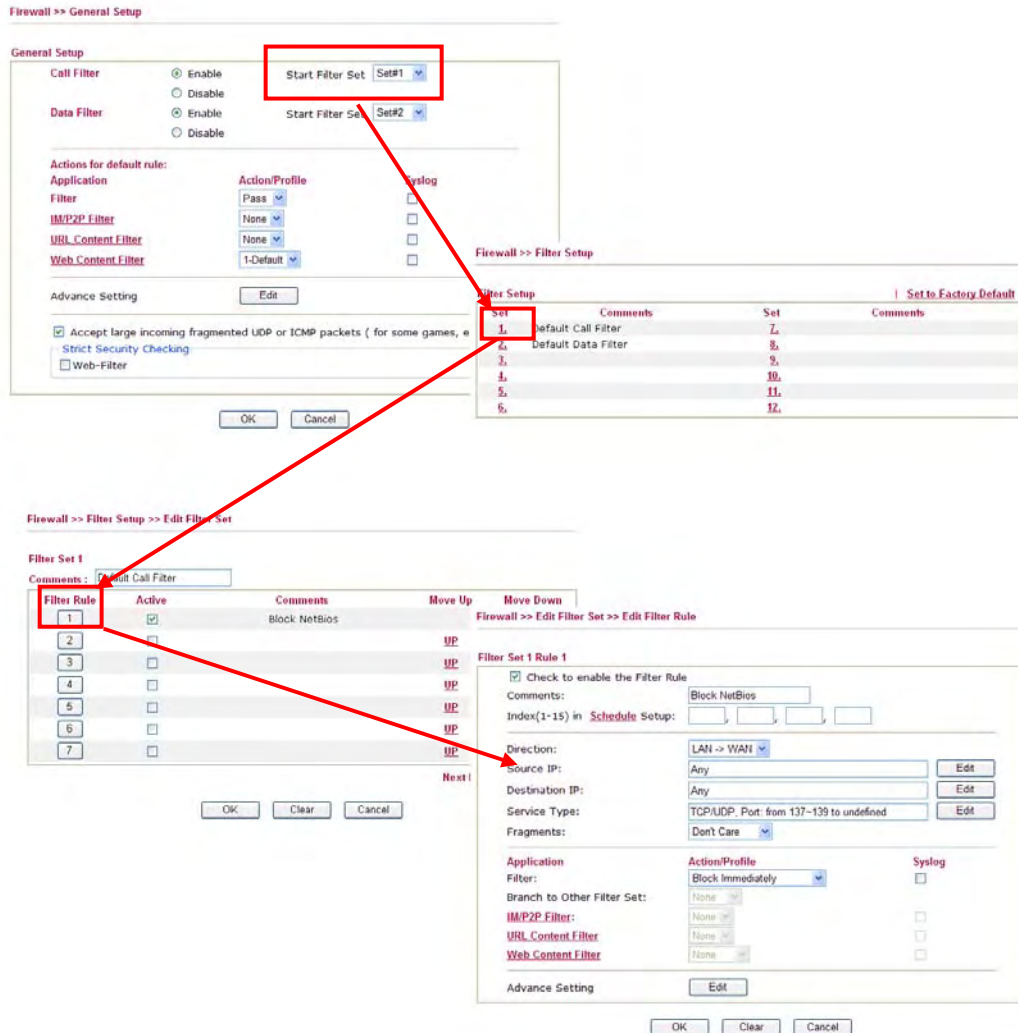 Firewall >> General Setup
General Setup
Call Filter Enable Start Filter Set Set#1
Disable
Data Filter Enable Start Filter Set Set#2
Disable
Actions for default rule:
Application Action/Profile Syslog
Filter Pass
IM/P2P Filter None
URL Content Filter None
Web Content Filter 1-Default
Advance Setting Edit
Accept large incoming fragmented UDP or ICMP packets ( for some games, e
Strict Security Checking
Web-Filter
OK Cancel
Firewall >> Filter Setup
Filter Setup | Set to Factory Default
Set Comments Set Comments
1. Default Call Filter 7.
2. Default Data Filter 8.
3. 9.
4. 10.
5. 11.
6. 12.
Firewall >> Filter Setup >> Edit Filter Set
Filter Set 1
Comments : Default Call Filter
Filter Rule Active Comments Move Up Move Down
1 Block NetBios
2 UP
3 UP
4 UP
5 UP
6 UP
7 UP
Next
OK Clear Cancel
Firewall >> Edit Filter Set >> Edit Filter Rule
Filter Set 1 Rule 1
Check to enable the Filter Rule
Comments: Block NetBios
Index(1-15) in Schedule Setup: , , ,
Direction: LAN -> WAN
Source IP: Any Edit
Destination IP: Any Edit
Service Type: TCP/UDP, Port: from 137~139 to undefined Edit
Fragments: Don't Care
Application Action/Profile Syslog
Filter: Block Immediately
Branch to Other Filter Set: None
IM/P2P Filter: None
URL Content Filter None
Web Content Filter None
Advance Setting Edit
OK Clear Cancel